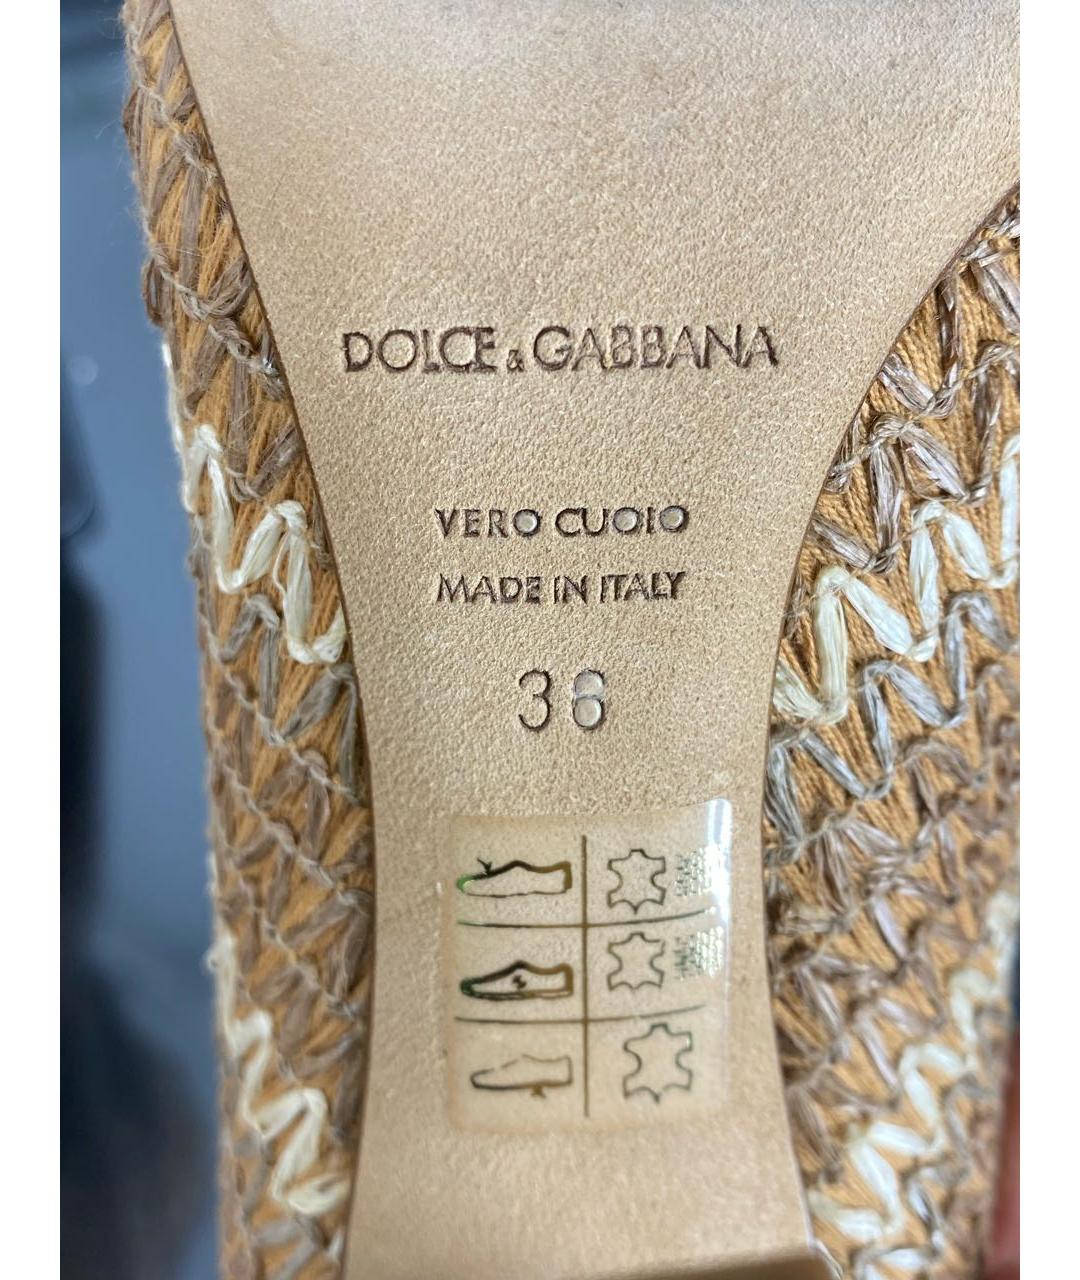 DOLCE & GABBANA
VERO CUOIO
MADE IN ITALY
36